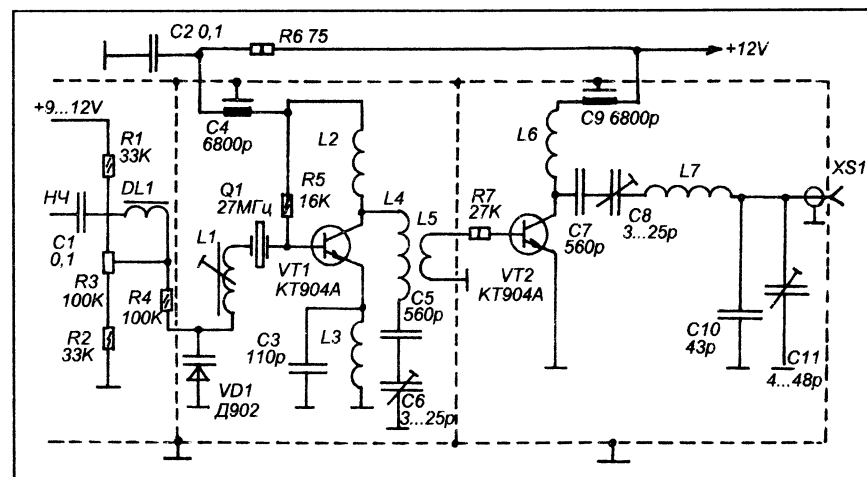 C2 0,1
R6 75
+12V
+9...12V
C4
6800p
C9 6800p
R1
33K
L2
L6
XS1
НЧ
DL1
Q1
27МГц
R5
16K
L4
L5
R7
27K
L7
C1
0,1
L1
C7
560p
C8
3...25p
R3
100K
R4
100K
VT1
KT904A
VT2
KT904A
C5
560p
R2
33K
C3
110p
L3
C10
43p
C11
4...48p
VD1
Д902
C6
3...25p